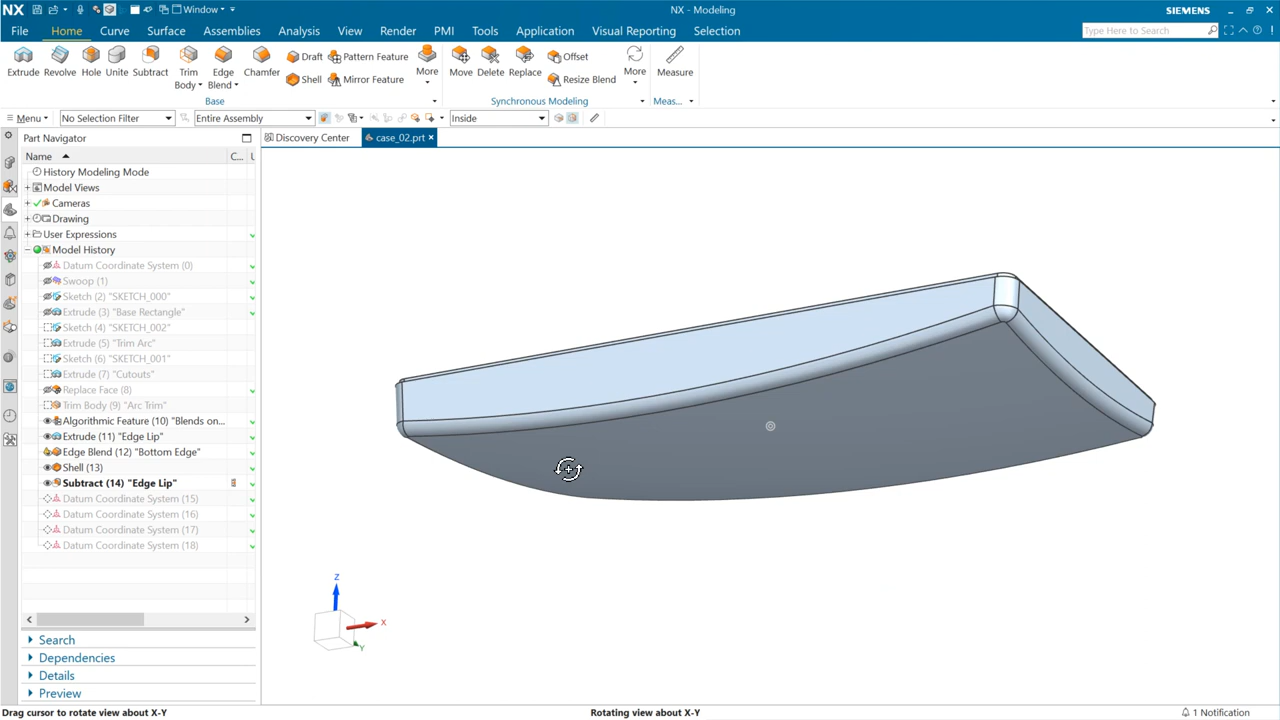 NX
Window
NX - Modeling
SIEMENS
File Home Curve Surface Assemblies Analysis View Render PMI Tools Application Visual Reporting Selection
Type Here to Search
Extrude Revolve Hole Unite Subtract Trim Body Edge Blend Chamfer Draft Shell Pattern Feature Mirror Feature More
Move Delete Replace Offset Resize Blend More
Measure
Base Synchronous Modeling Meas...
Menu No Selection Filter Entire Assembly Inside
Part Navigator
Discovery Center case_02.prt
Name C...
History Modeling Mode
Model Views
Cameras
Drawing
User Expressions
Model History
Datum Coordinate System (0)
Swoop (1)
Sketch (2) "SKETCH_000"
Extrude (3) "Base Rectangle"
Sketch (4) "SKETCH_002"
Extrude (5) "Trim Arc"
Sketch (6) "SKETCH_001"
Extrude (7) "Cutouts"
Replace Face (8)
Trim Body (9) "Arc Trim"
Algorithmic Feature (10) "Blends on...
Extrude (11) "Edge Lip"
Edge Blend (12) "Bottom Edge"
Shell (13)
Subtract (14) "Edge Lip"
Datum Coordinate System (15)
Datum Coordinate System (16)
Datum Coordinate System (17)
Datum Coordinate System (18)
Z
X
Y
Search
Dependencies
Details
Preview
Drag cursor to rotate view about X-Y
Rotating view about X-Y
1 Notification